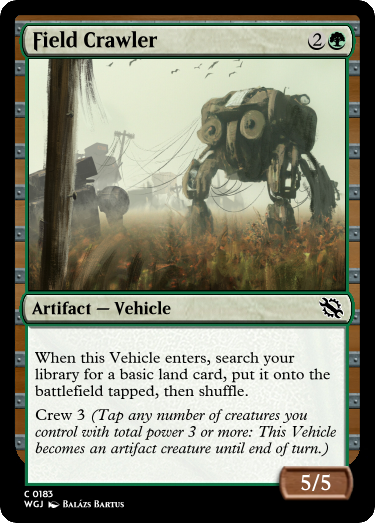 Field Crawler 2
Artifact — Vehicle
When this Vehicle enters, search your
library for a basic land card, put it onto the
battlefield tapped, then shuffle.
Crew 3 (Tap any number of creatures you
control with total power 3 or more: This Vehicle
becomes an artifact creature until end of turn.)
5/5
C 0183
WGJ Balázs Bartus